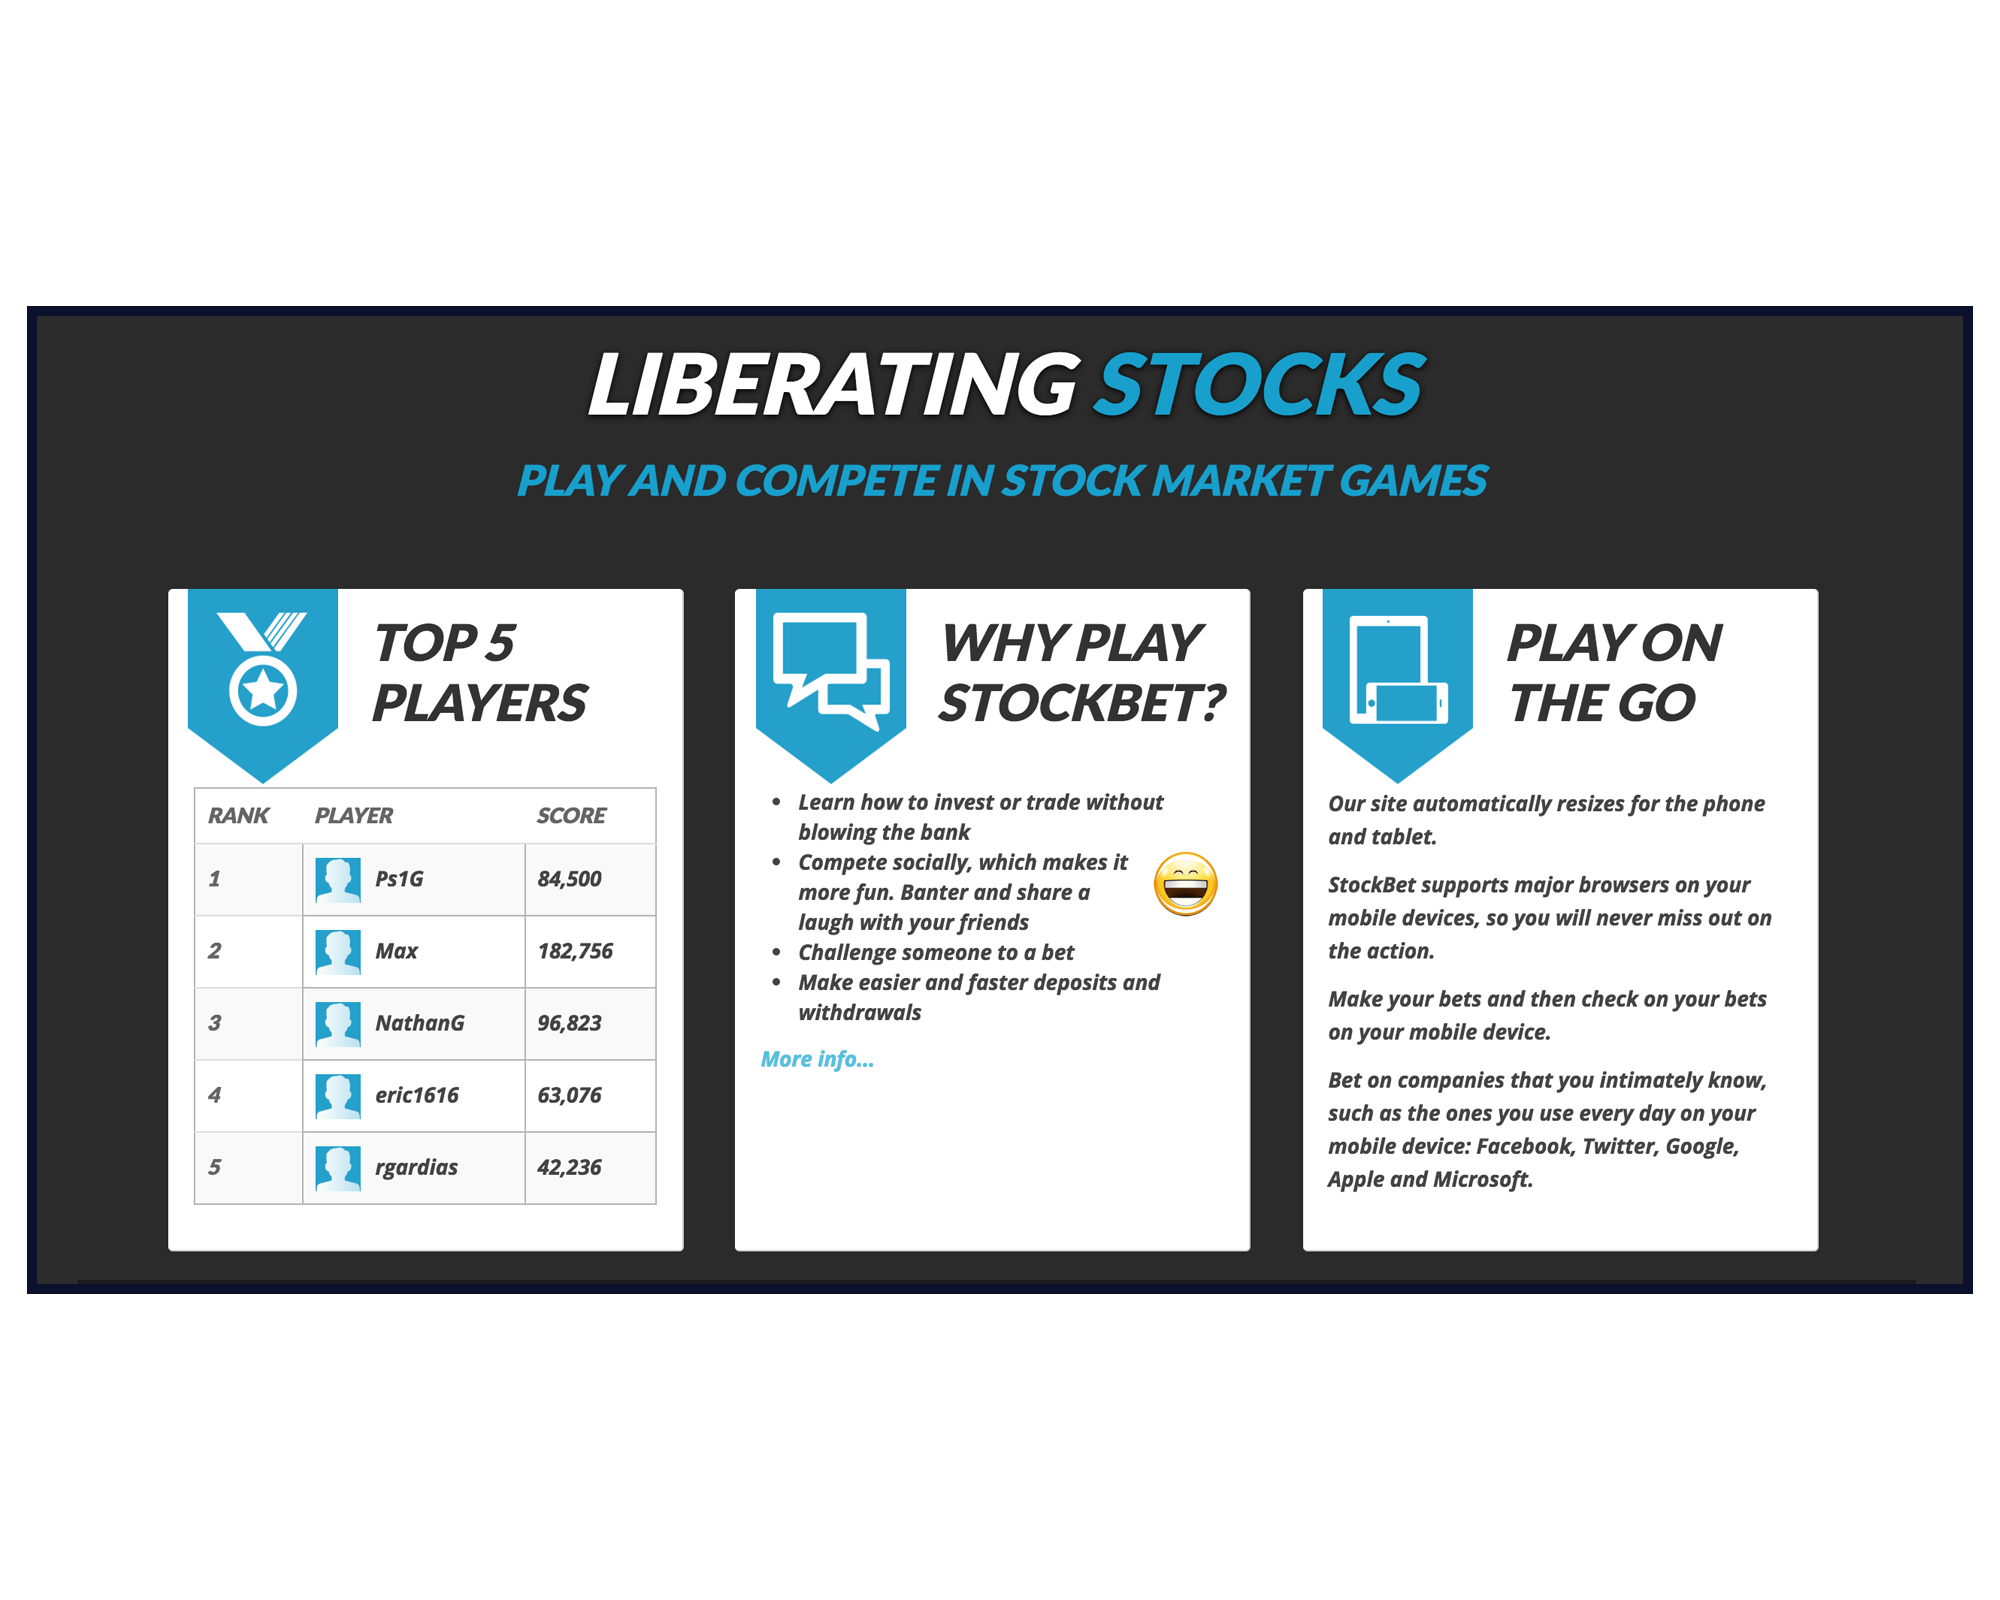 LIBERATING STOCKS
PLAY AND COMPETE IN STOCK MARKET GAMES
TOP 5
PLAYERS
RANK PLAYER SCORE
1 Ps1G 84,500
2 Max 182,756
3 NathanG 96,823
4 eric1616 63,076
5 rgardias 42,236
WHY PLAY
STOCKBET?
• Learn how to invest or trade without
blowing the bank
• Compete socially, which makes it
more fun. Banter and share a
laugh with your friends
• Challenge someone to a bet
• Make easier and faster deposits and
withdrawals
More info...
PLAY ON
THE GO
Our site automatically resizes for the phone
and tablet.
StockBet supports major browsers on your
mobile devices, so you will never miss out on
the action.
Make your bets and then check on your bets
on your mobile device.
Bet on companies that you intimately know,
such as the ones you use every day on your
mobile device: Facebook, Twitter, Google,
Apple and Microsoft.